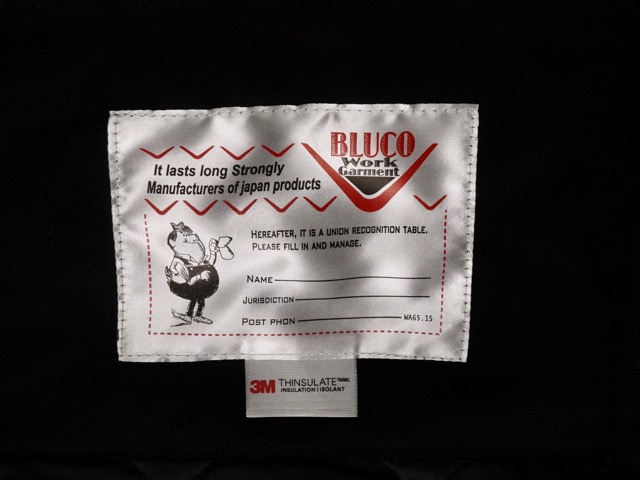 BLUCO
Work
Garment
It lasts long Strongly
Manufacturers of japan products
HEREAFTER, IT IS A UNION RECOGNITION TABLE.
PLEASE FILL IN AND MANAGE.
NAME
JURISDICTION
POST PHON WA65.15
3M THINSULATE™MC
INSULATION | ISOLANT